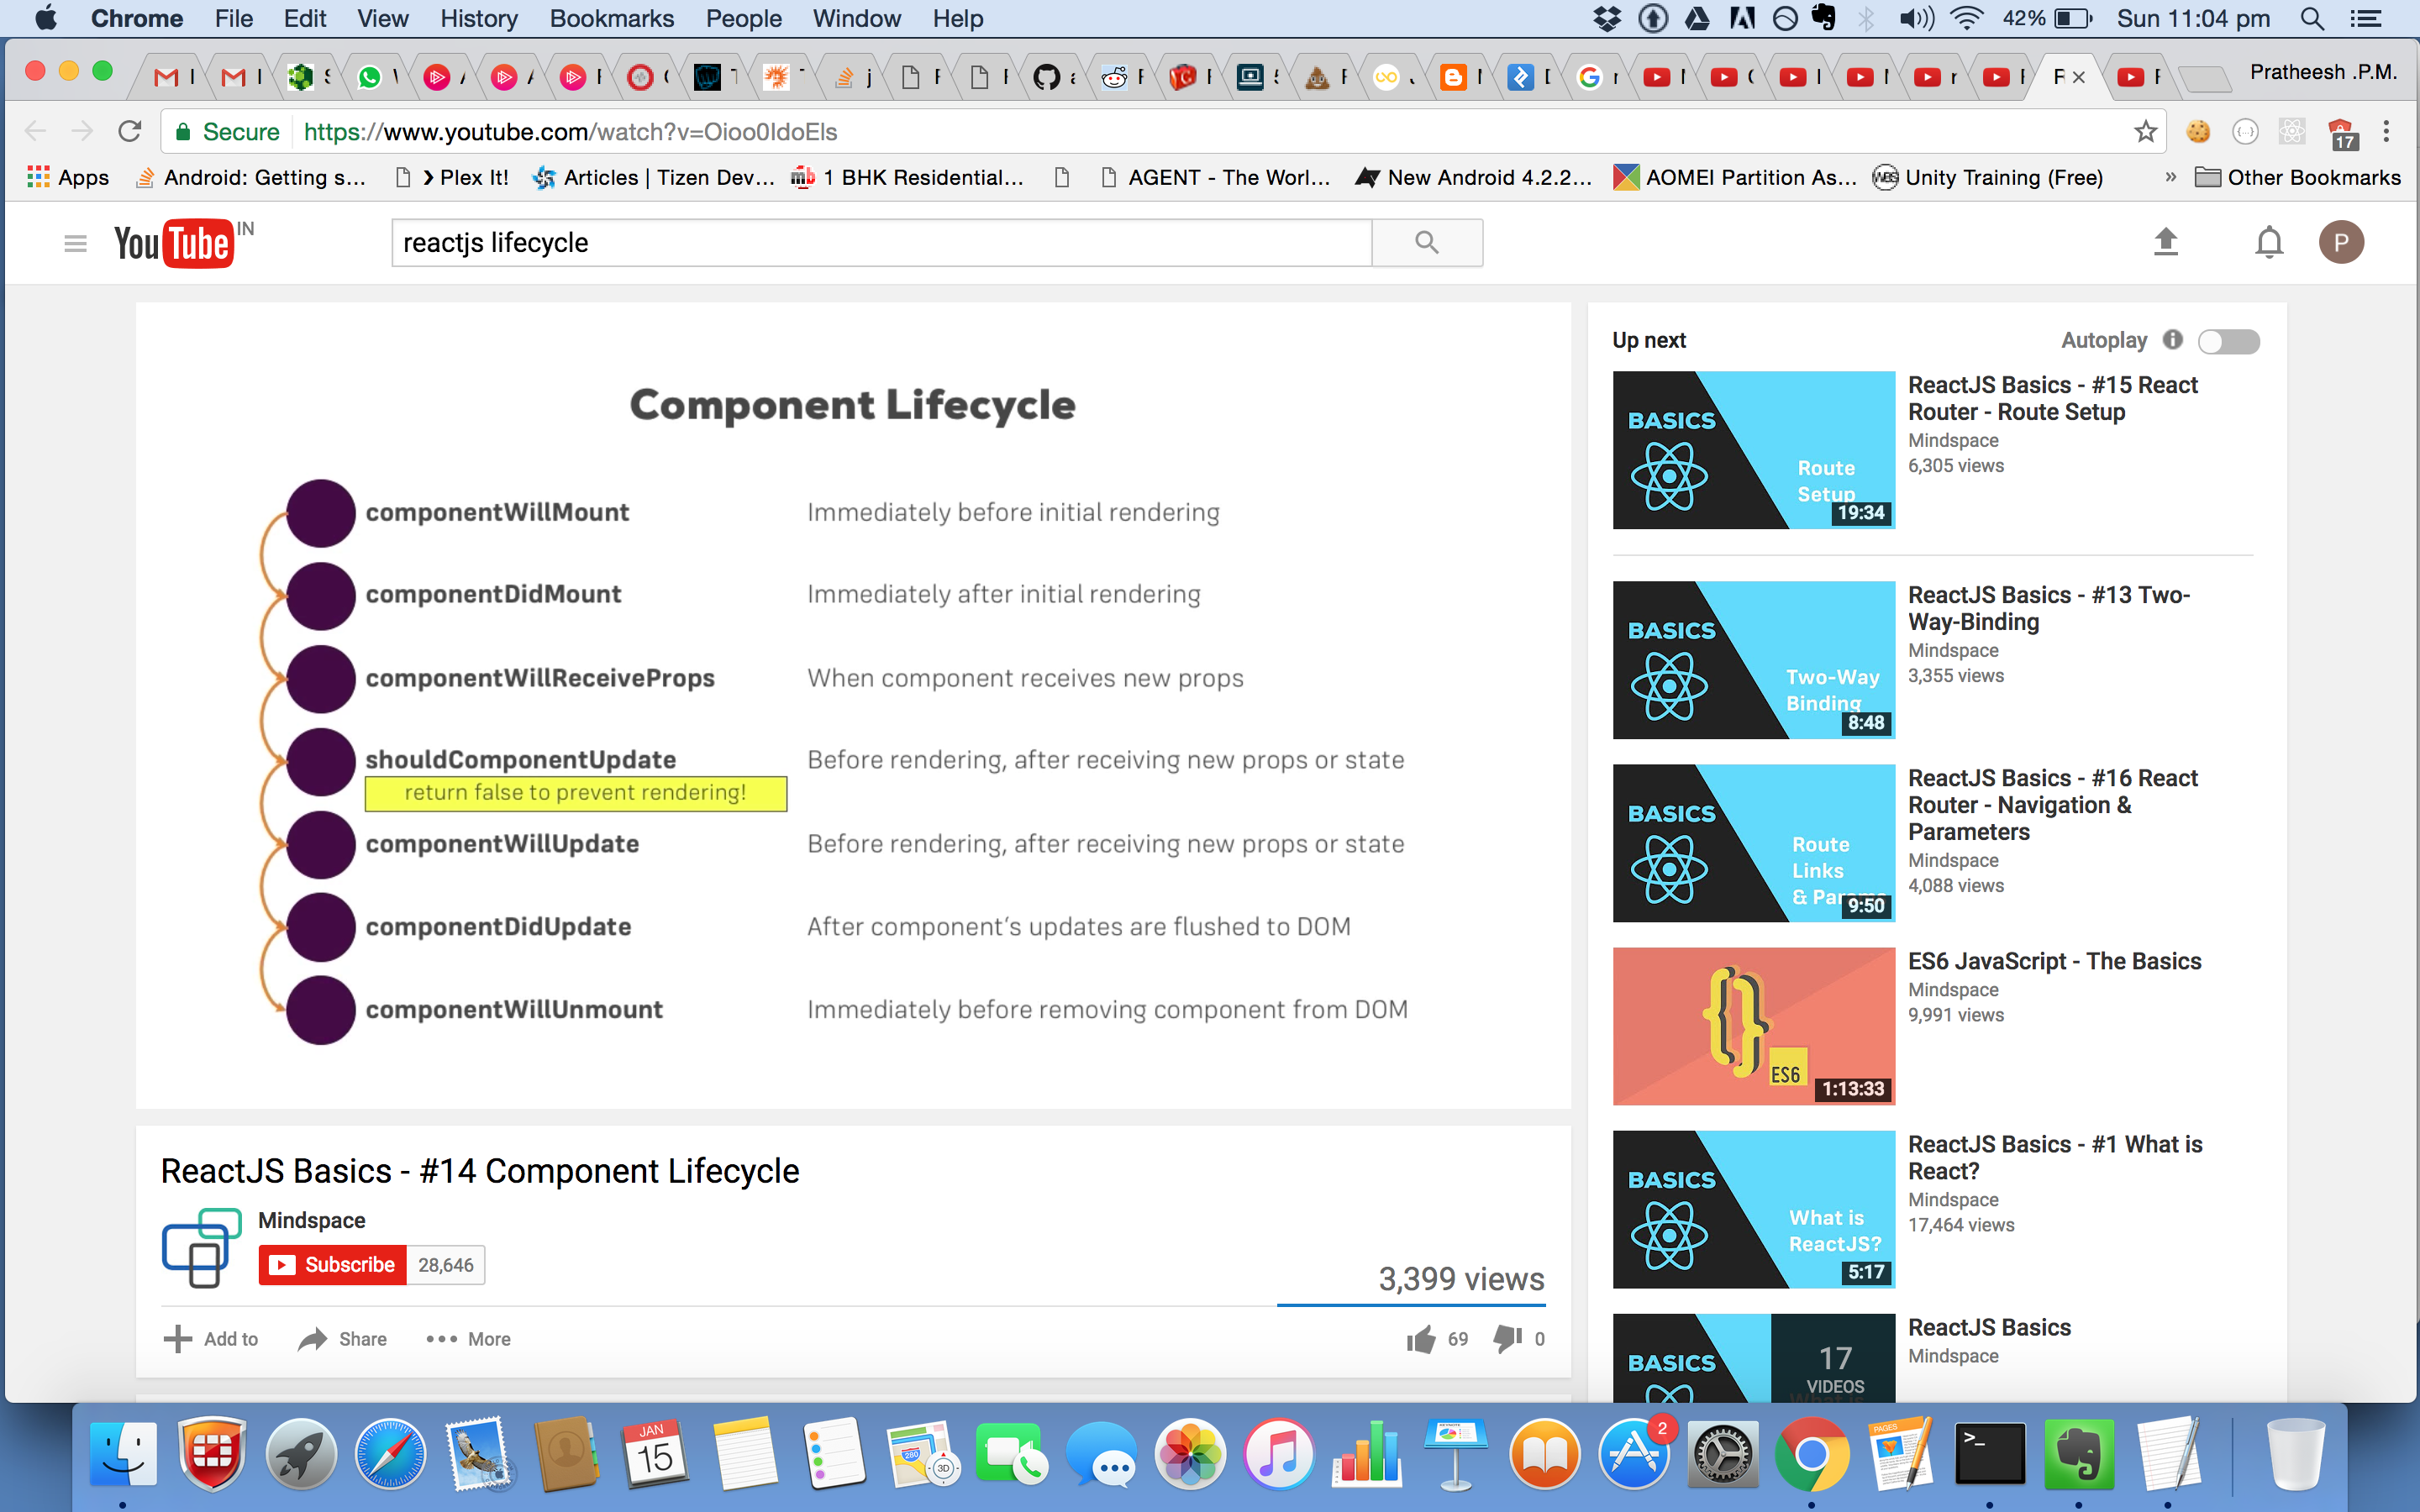 Chrome File Edit View History Bookmarks People Window Help 42% Sun 11:04 pm
Pratheesh .P.M.
Secure https://www.youtube.com/watch?v=Oioo0IdoEls 17
Apps Android: Getting s... › Plex It! Articles | Tizen Dev... mb 1 BHK Residential... AGENT - The Worl... New Android 4.2.2... AOMEI Partition As... WBS Unity Training (Free) » Other Bookmarks
YouTube IN
reactjs lifecycle
P
Component Lifecycle
componentWillMount Immediately before initial rendering
componentDidMount Immediately after initial rendering
componentWillReceiveProps When component receives new props
shouldComponentUpdate Before rendering, after receiving new props or state
return false to prevent rendering!
componentWillUpdate Before rendering, after receiving new props or state
componentDidUpdate After component's updates are flushed to DOM
componentWillUnmount Immediately before removing component from DOM
ReactJS Basics - #14 Component Lifecycle
Mindspace
Subscribe 28,646
3,399 views
Add to Share More 69 0
Up next Autoplay
BASICS
Route
Setup
19:34
ReactJS Basics - #15 React
Router - Route Setup
Mindspace
6,305 views
BASICS
Two-Way
Binding
8:48
ReactJS Basics - #13 Two-
Way-Binding
Mindspace
3,355 views
BASICS
Route
Links
& Params
9:50
ReactJS Basics - #16 React
Router - Navigation &
Parameters
Mindspace
4,088 views
ES6
1:13:33
ES6 JavaScript - The Basics
Mindspace
9,991 views
BASICS
What is
ReactJS?
5:17
ReactJS Basics - #1 What is
React?
Mindspace
17,464 views
BASICS
17
VIDEOS
ReactJS Basics
Mindspace
JAN
15
280
3D
2
PAGES
>_